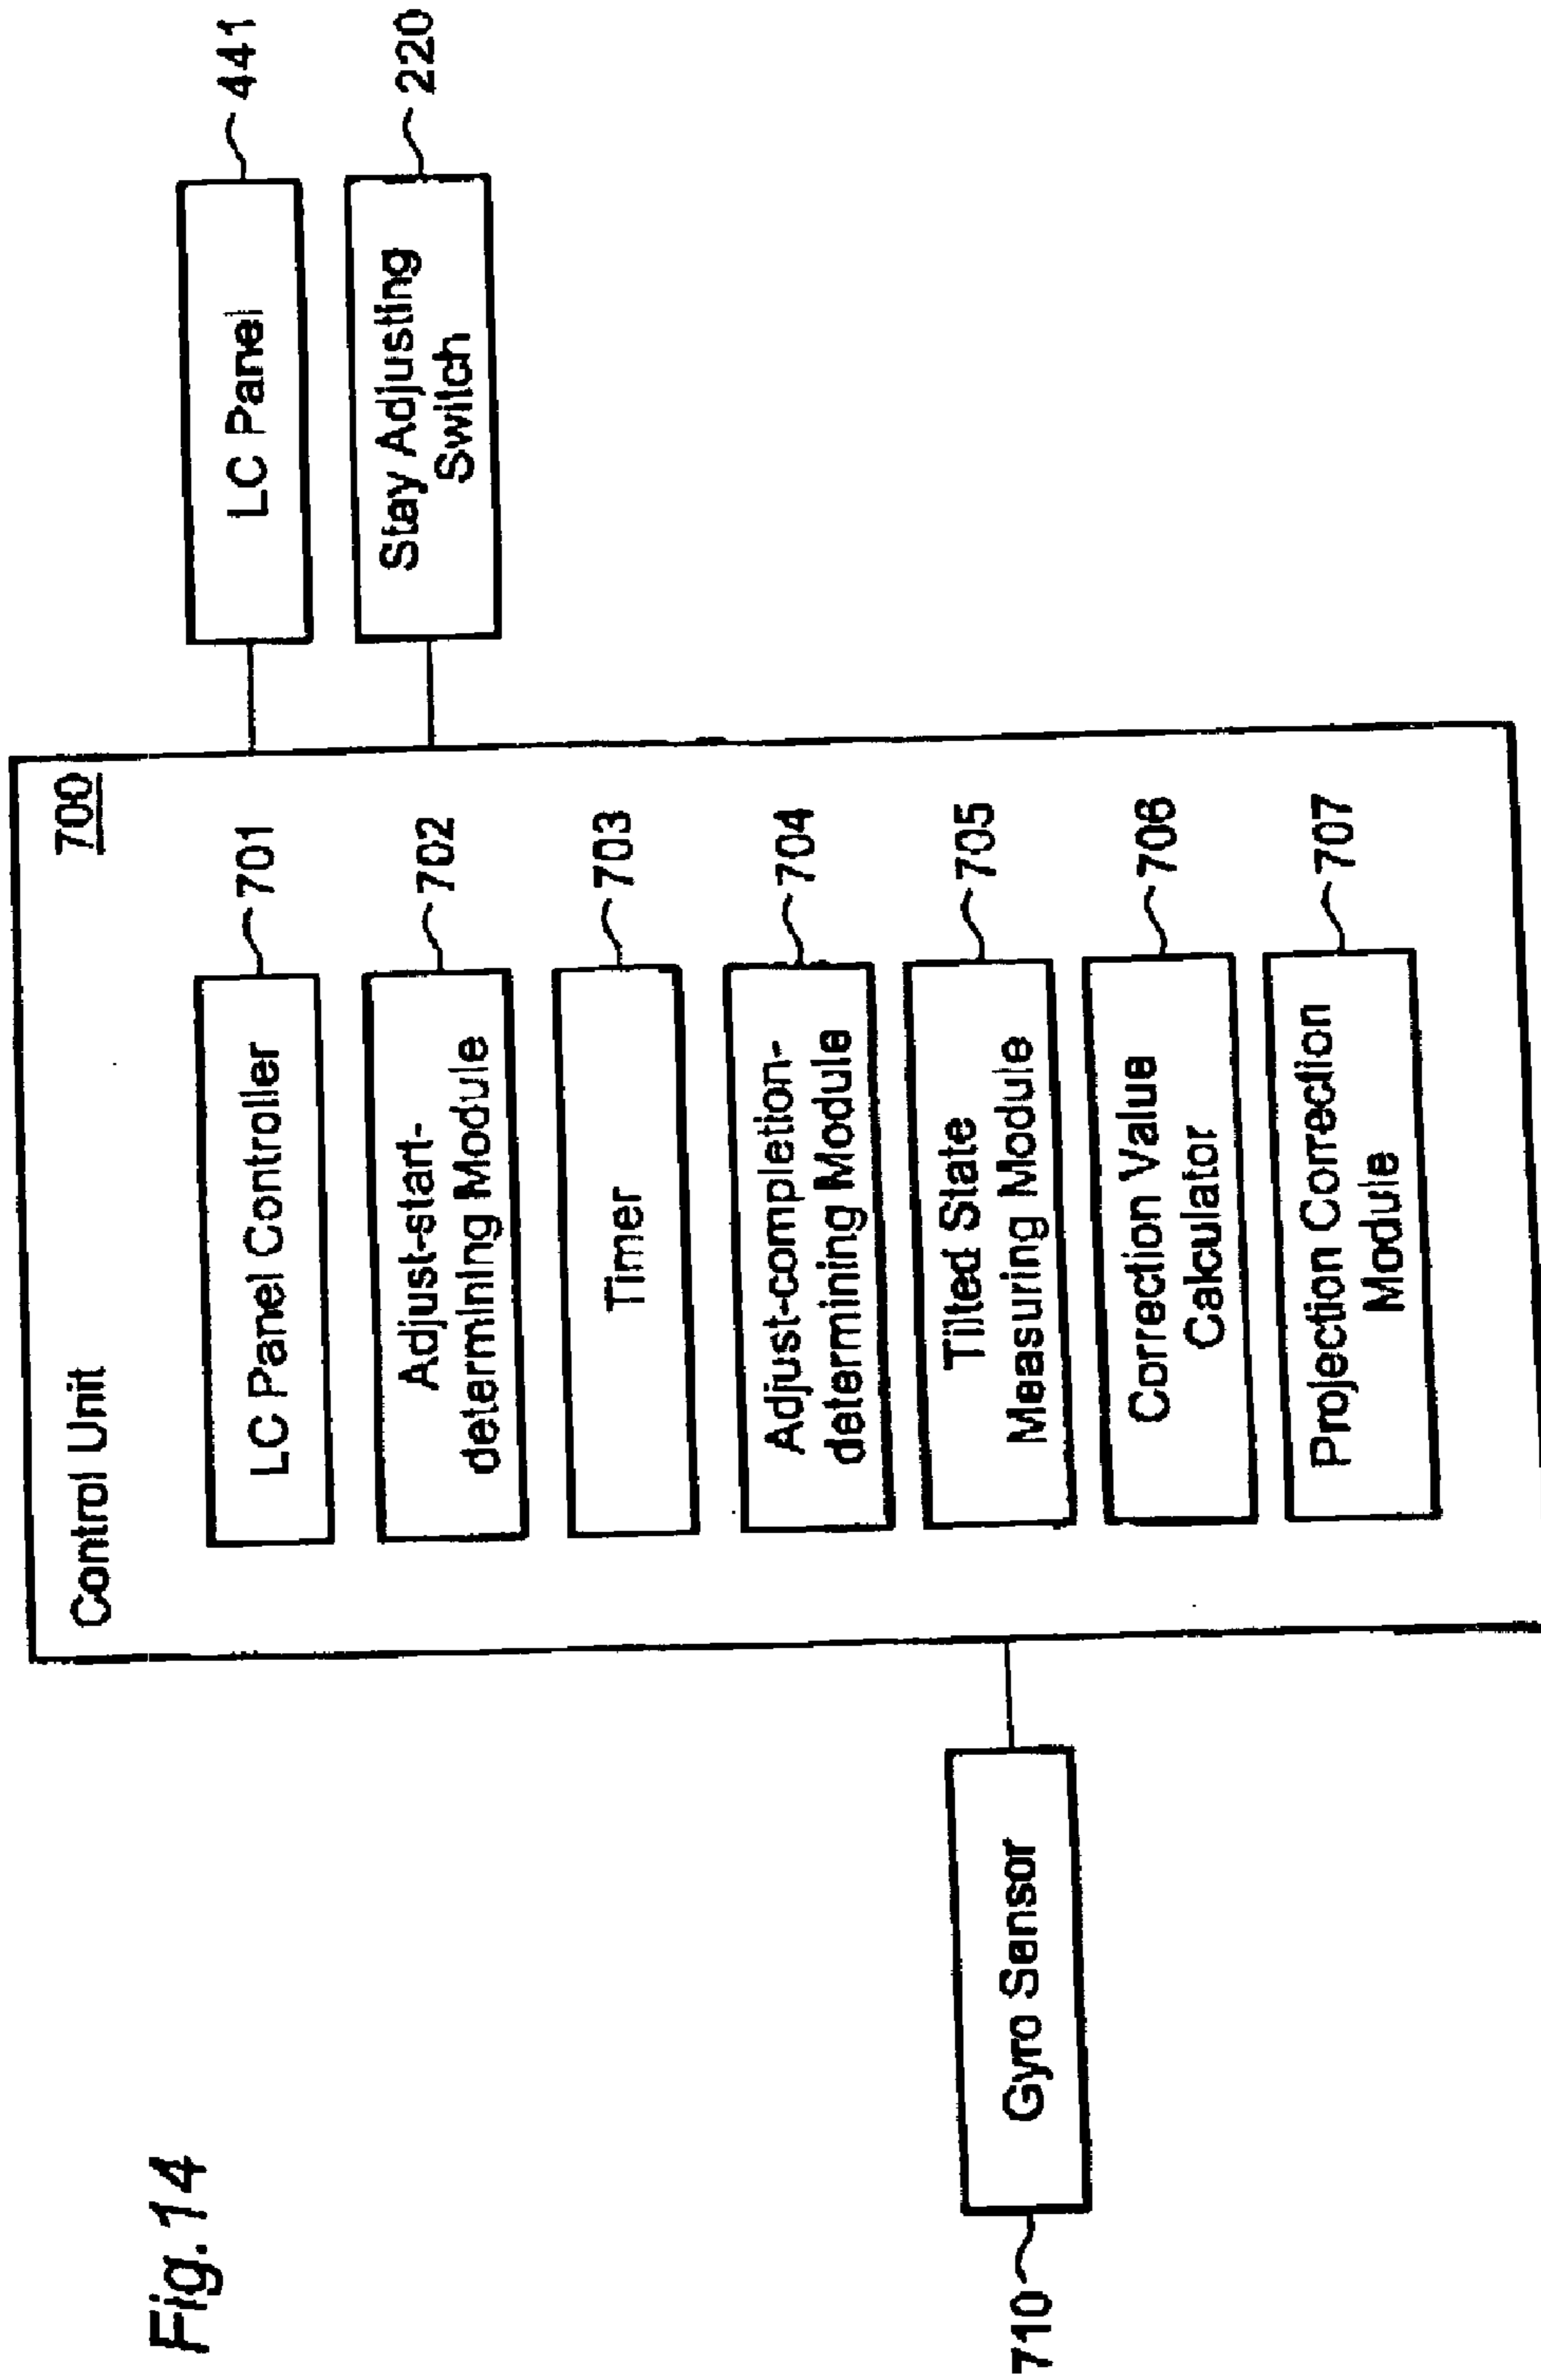 Fig.14
Control Unit
700
LC Panel Controller
701
Adjust-start-
determining Module
702
Timer
703
Adjust-completion-
determining Module
704
Tilted State
Measuring Module
705
Correction Value
Calculator
706
Projection Correction
Module
707
LC Panel
441
Stay Adjusting
Switch
220
Gyro Sensor
710